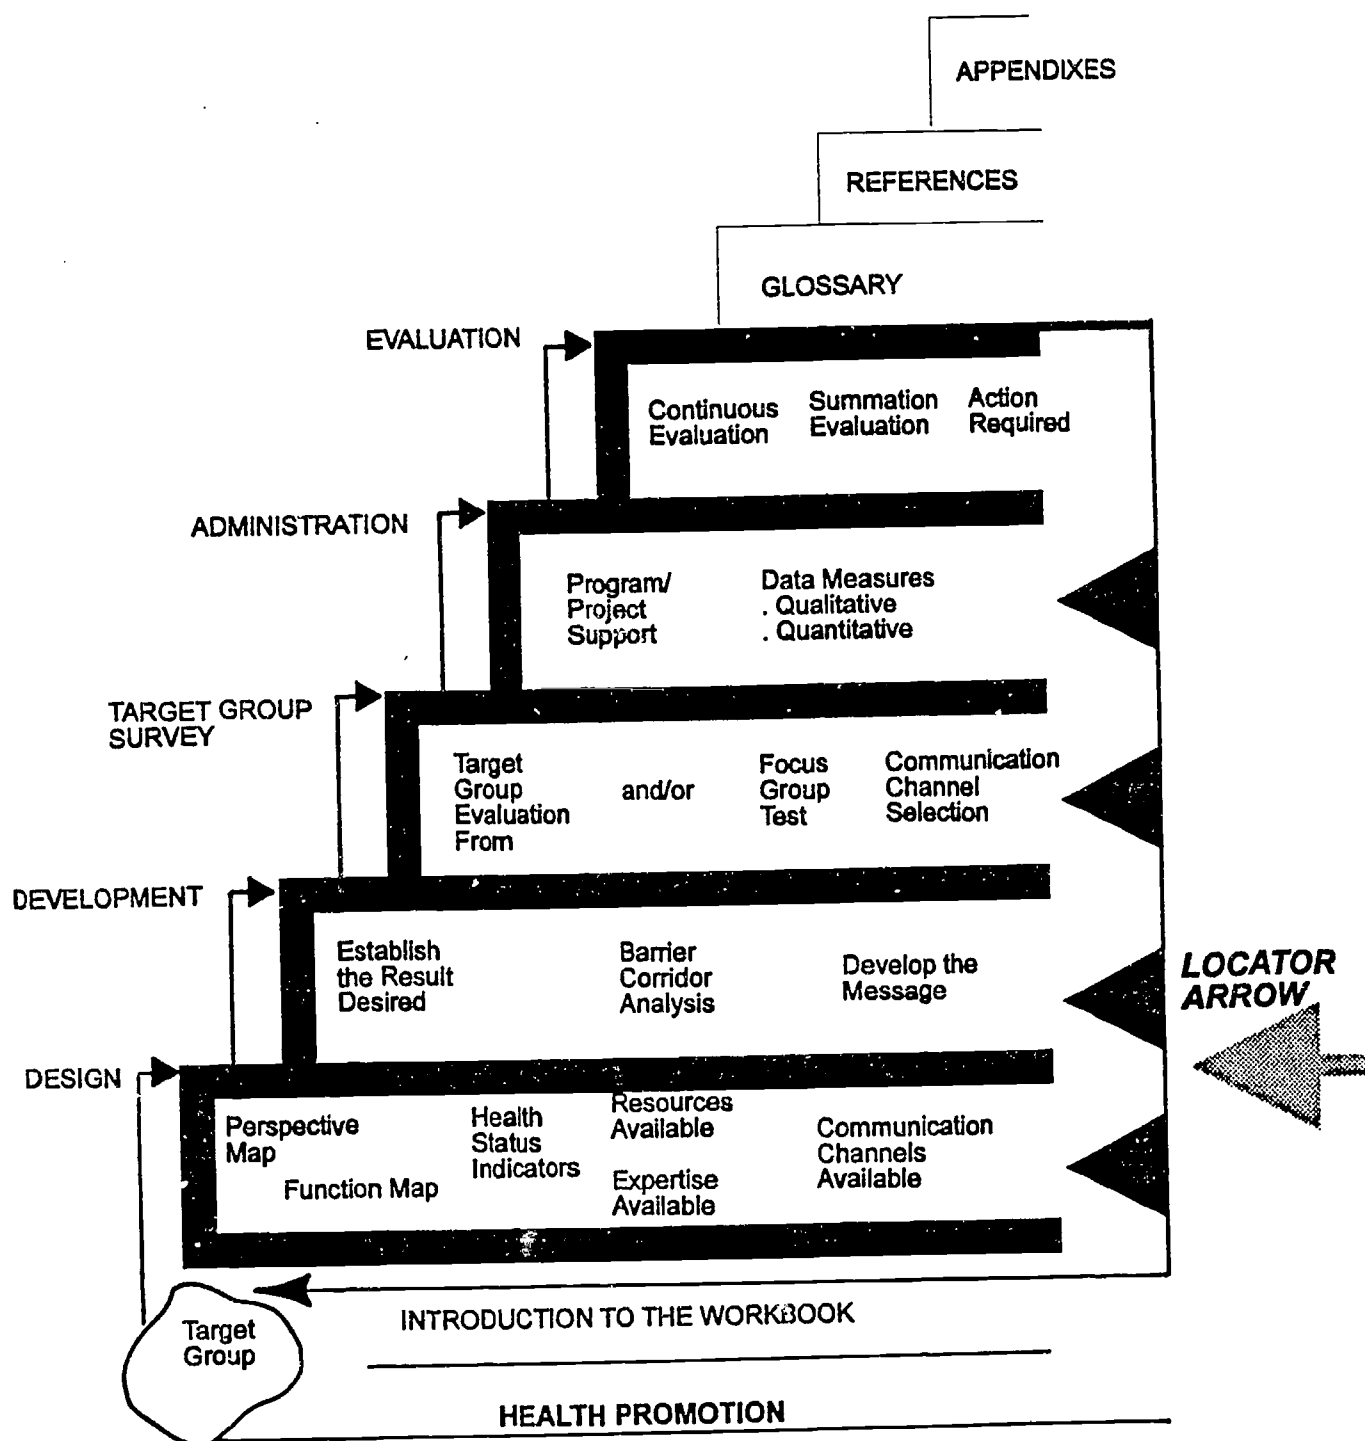 APPENDIXES
REFERENCES
GLOSSARY
EVALUATION
Continuous
Evaluation
Summation
Evaluation
Action
Required
ADMINISTRATION
Program/
Project
Support
Data Measures
. Qualitative
. Quantitative
TARGET GROUP
SURVEY
Target
Group
Evaluation
From
and/or
Focus
Group
Test
Communication
Channel
Selection
DEVELOPMENT
Establish
the Result
Desired
Barrier
Corridor
Analysis
Develop the
Message
LOCATOR
ARROW
DESIGN
Perspective
Map
Function Map
Health
Status
Indicators
Resources
Available
Expertise
Available
Communication
Channels
Available
Target
Group
INTRODUCTION TO THE WORKBOOK
HEALTH PROMOTION